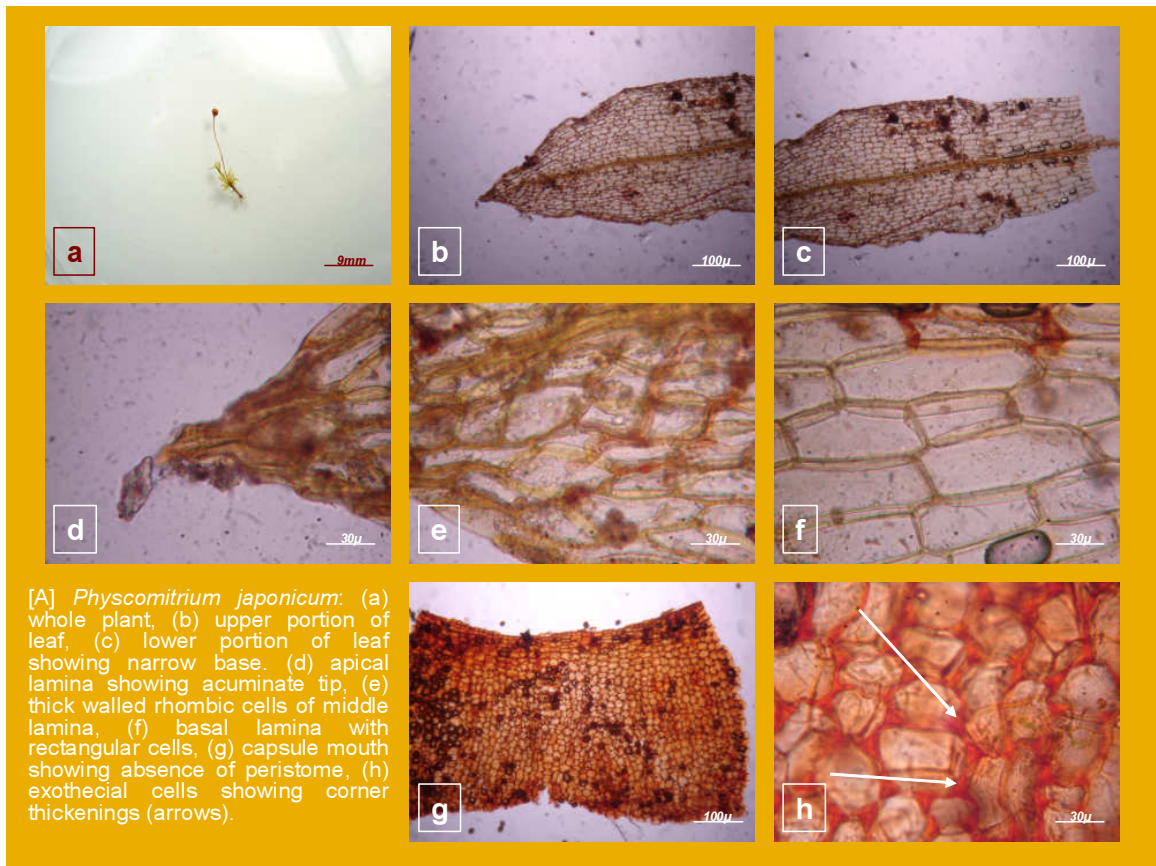 a
9mm
b
100µ
c
100µ
d
30µ
e
30µ
f
30µ
[A] Physcomitrium japonicum: (a)
whole plant, (b) upper portion of
leaf, (c) lower portion of leaf
showing narrow base. (d) apical
lamina showing acuminate tip, (e)
thick walled rhombic cells of middle
lamina, (f) basal lamina with
rectangular cells, (g) capsule mouth
showing absence of peristome, (h)
exothecial cells showing corner
thickenings (arrows).
g
100µ
h
30µ